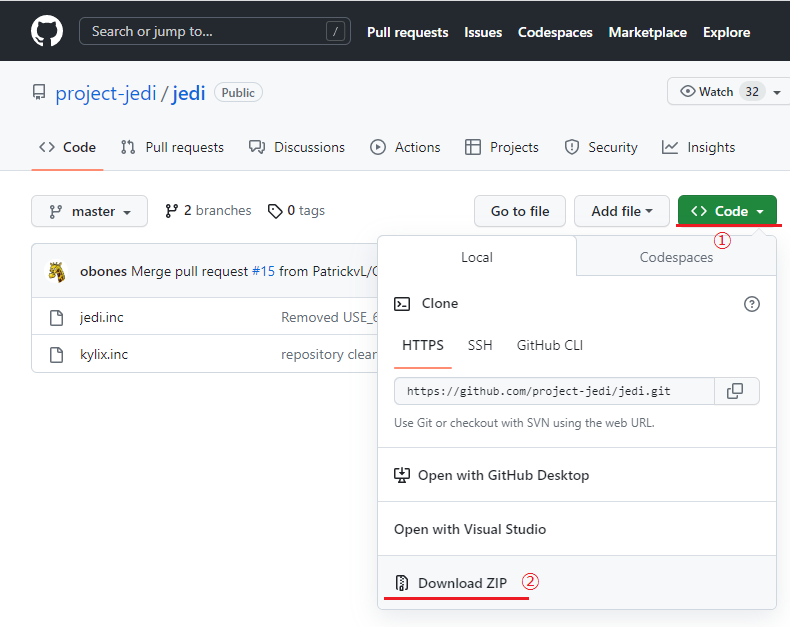 Search or jump to... /
Pull requests Issues Codespaces Marketplace Explore
project-jedi / jedi Public
Watch 32
Code Pull requests Discussions Actions Projects Security Insights
master 2 branches 0 tags Go to file Add file Code
①
Local Codespaces
obones Merge pull request #15 from PatrickvL/
Clone
jedi.inc Removed USE_
HTTPS SSH GitHub CLI
kylix.inc repository clea
https://github.com/project-jedi/jedi.git
Use Git or checkout with SVN using the web URL.
Open with GitHub Desktop
Open with Visual Studio
Download ZIP ②